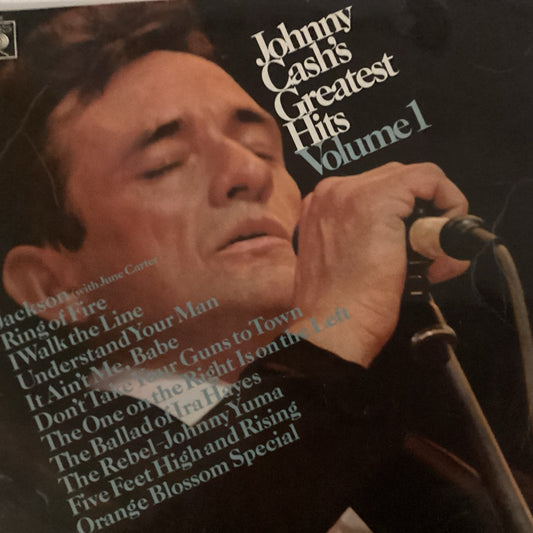 Johnny
Cash's
Greatest
Hits
Volume 1
Jackson (with June Carter)
Ring of Fire
I Walk the Line
Understand Your Man
It Ain't Me, Babe
Don't Take Your Guns to Town
The One on the Right Is on the Left
The Ballad of Ira Hayes
The Rebel-Johnny Yuma
Five Feet High and Rising
Orange Blossom Special